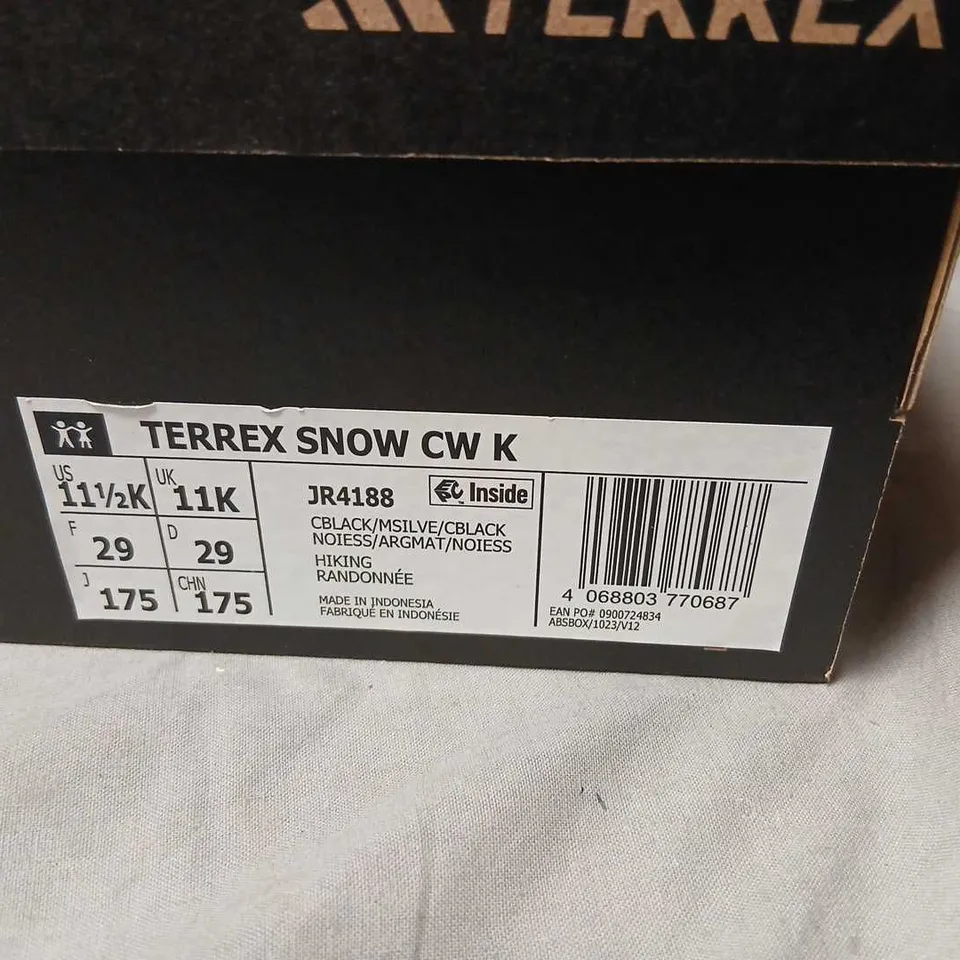 TERREX
TERREX SNOW CW K
US 11½K UK 11K
F 29 D 29
J 175 CHN 175
JR4188 Inside
CBLACK/MSILVE/CBLACK
NOIESS/ARGMAT/NOIESS
HIKING
RANDONNÉE
MADE IN INDONESIA
FABRIQUÉ EN INDONÉSIE
4 068803 770687
EAN PO# 0900724834
ABSBOX/1023/V12